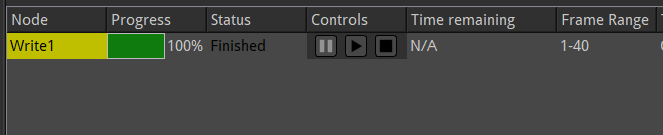 Node Progress Status Controls Time remaining Frame Range
Write1 100% Finished N/A 1-40